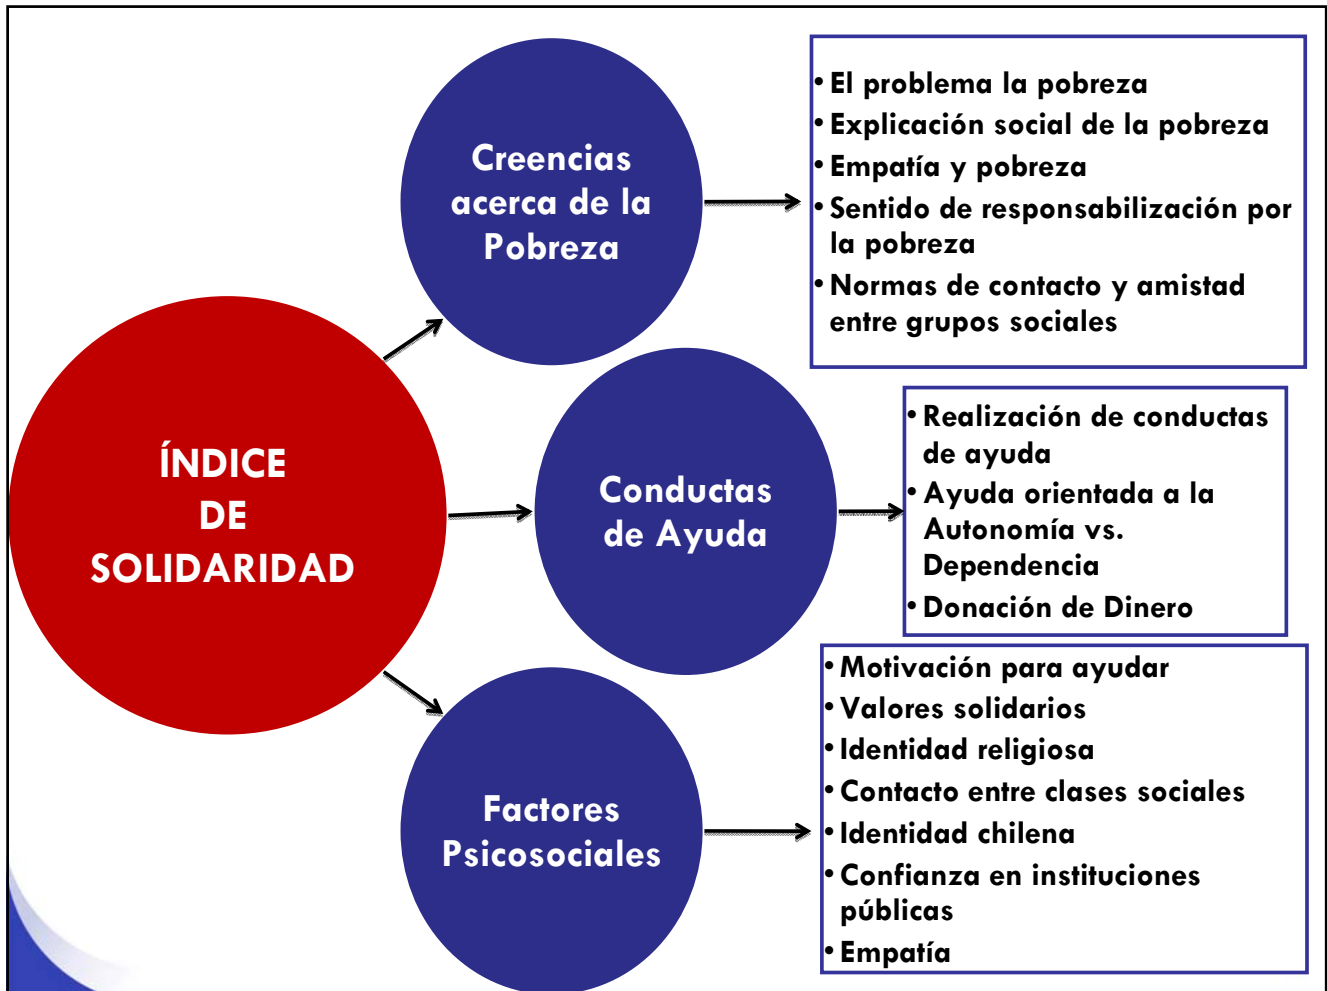 Creencias
acerca de la
Pobreza
• El problema la pobreza
• Explicación social de la pobreza
• Empatía y pobreza
• Sentido de responsabilización por
la pobreza
• Normas de contacto y amistad
entre grupos sociales
ÍNDICE
DE
SOLIDARIDAD
Conductas
de Ayuda
• Realización de conductas
de ayuda
• Ayuda orientada a la
Autonomía vs.
Dependencia
• Donación de Dinero
Factores
Psicosociales
• Motivación para ayudar
• Valores solidarios
• Identidad religiosa
• Contacto entre clases sociales
• Identidad chilena
• Confianza en instituciones
públicas
• Empatía